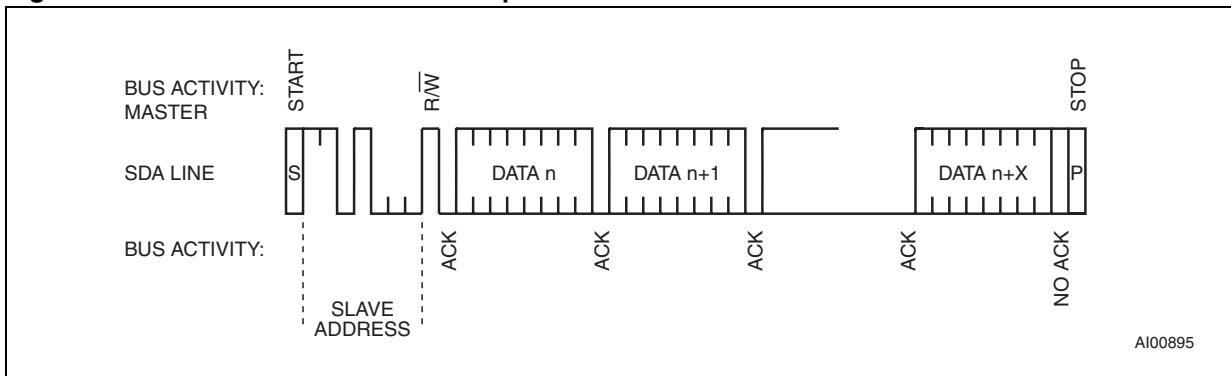 BUS ACTIVITY:
MASTER
START
R/W
STOP
SDA LINE
S
DATA n
DATA n+1
DATA n+X
P
BUS ACTIVITY:
ACK
ACK
ACK
ACK
NO ACK
SLAVE
ADDRESS
AI00895